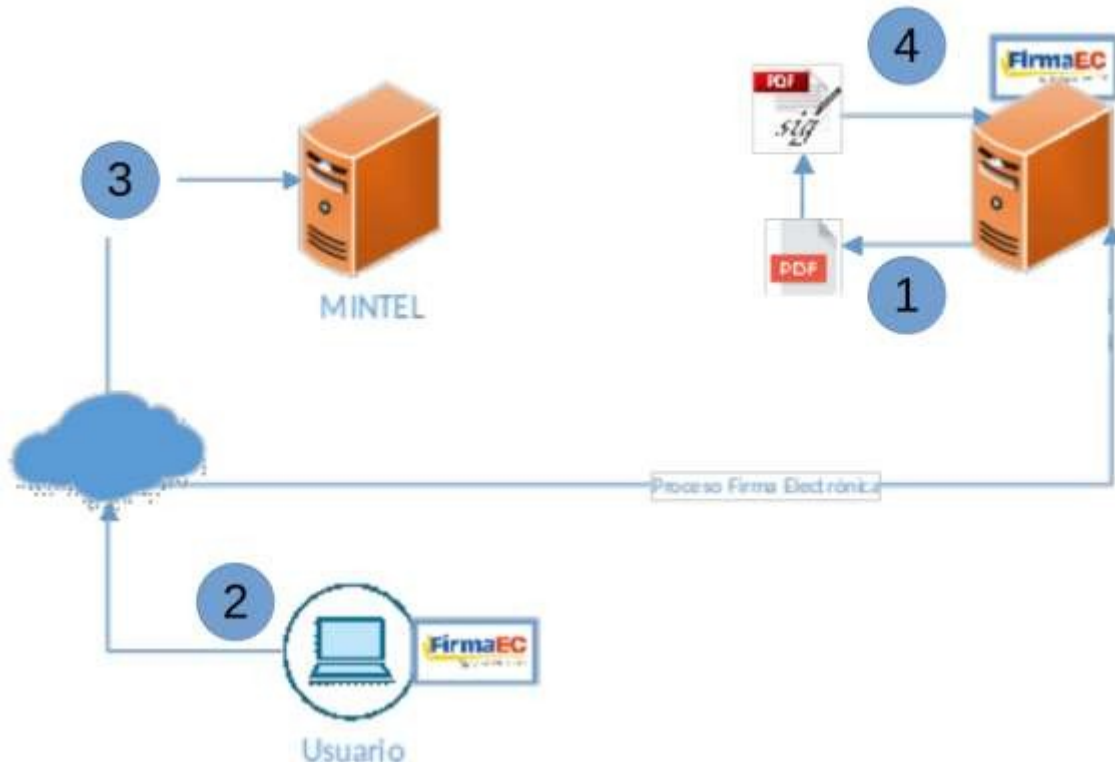 4
FirmaEC
PDF
sig
3
PDF
1
MINTEL
Proceso Firma Electrónica
2
FirmaEC
Usuario